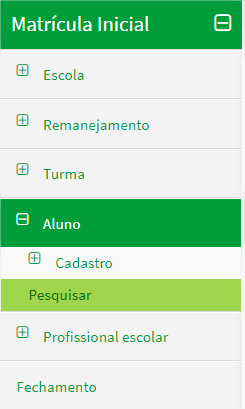 Matrícula Inicial
Escola
Remanejamento
Turma
Aluno
Cadastro
Pesquisar
Profissional escolar
Fechamento